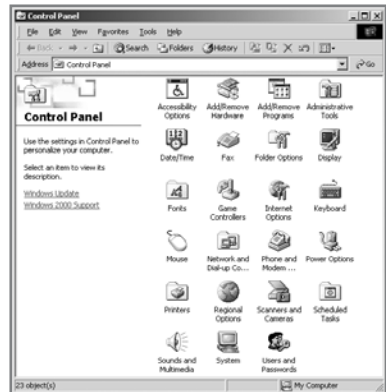 Control Panel
File Edit View Favorites Tools Help
Back Search Folders History
Address Control Panel Go
Control Panel
Use the settings in Control Panel to
personalize your computer.
Select an item to view its
description.
Windows Update
Windows 2000 Support
Accessibility Options
Add/Remove Hardware
Add/Remove Programs
Administrative Tools
Date/Time
Fax
Folder Options
Display
Fonts
Game Controllers
Internet Options
Keyboard
Mouse
Network and Dial-up Co...
Phone and Modem ...
Power Options
Printers
Regional Options
Scanners and Cameras
Scheduled Tasks
Sounds and Multimedia
System
Users and Passwords
23 object(s) My Computer